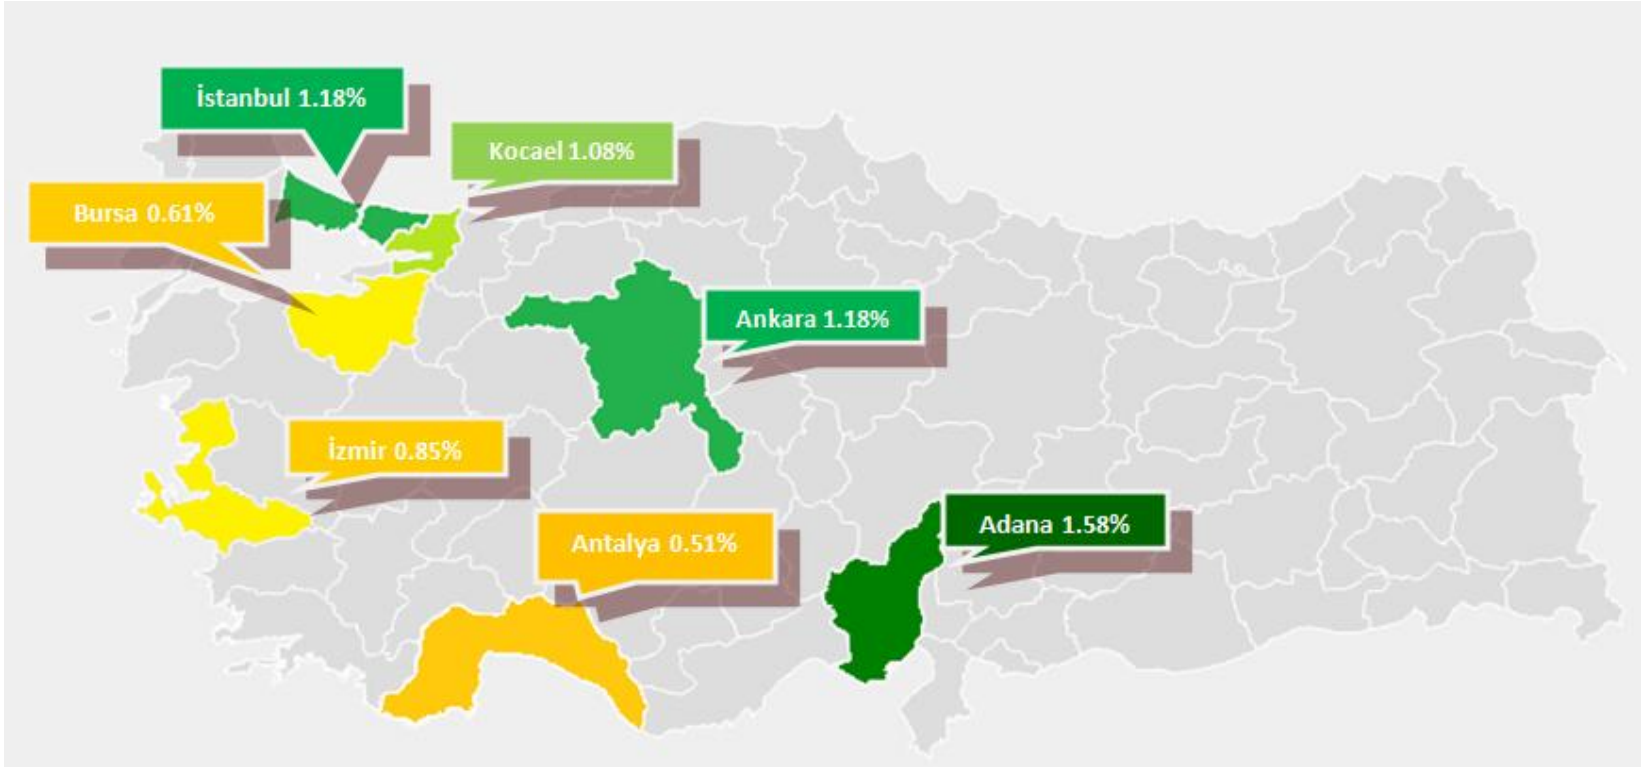 İstanbul 1.18%
Kocael 1.08%
Bursa 0.61%
Ankara 1.18%
İzmir 0.85%
Adana 1.58%
Antalya 0.51%